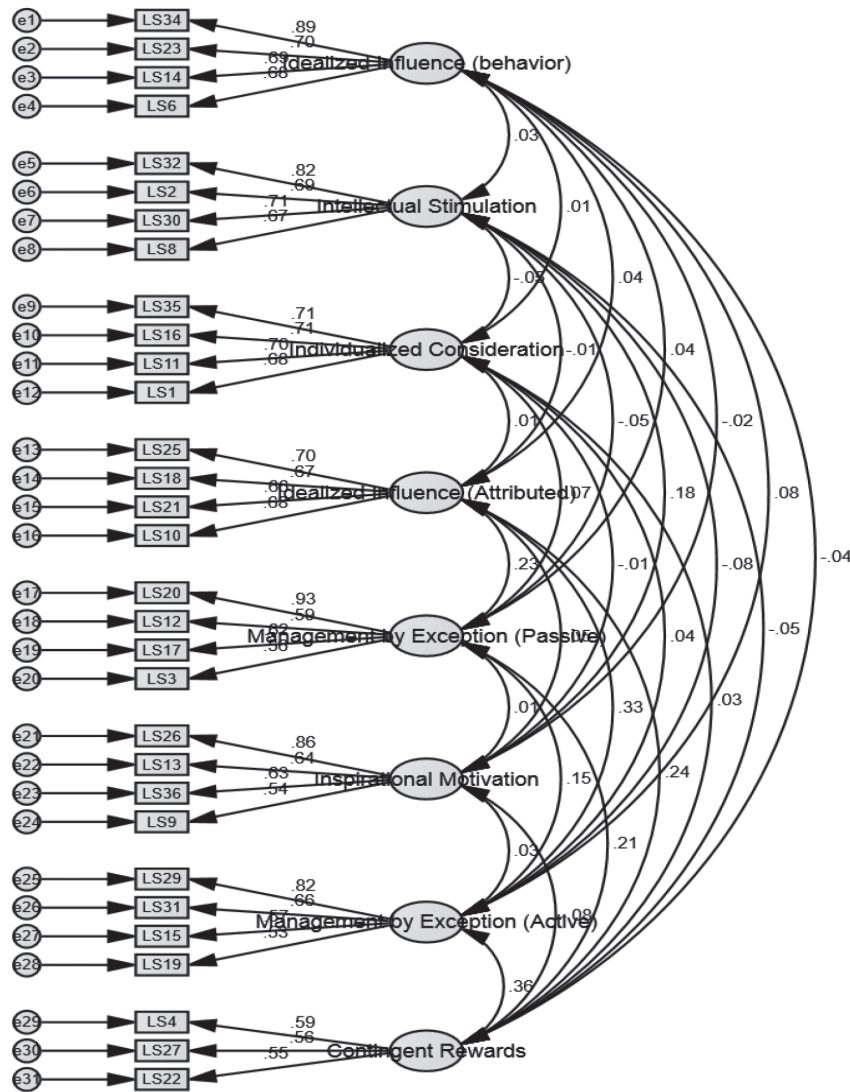 e1 LS34 .89
e2 LS23 .70
Idealized Influence (behavior)
e3 LS14 .69
e4 LS6 .68
.03
e5 LS32 .82
e6 LS2 .69
Intellectual Stimulation .01
e7 LS30 .71
e8 LS8 .67
-.05 .04
e9 LS35 .71
e10 LS16 .71
Individualized Consideration -.01 .04
e11 LS11 .70
e12 LS1 .68
.01 -.05 -.02
e13 LS25 .70
e14 LS18 .67
Idealized Influence (Attributed) .07 .18 .08
e15 LS21
e16 LS10 .68
.23 -.01 -.08 -.04
e17 LS20 .93
e18 LS12 .59
Management by Exception (Passive) .04 -.05
e19 LS17
e20 LS3 .56
.01 .33 .03
e21 LS26 .86
e22 LS13 .64
Inspirational Motivation .15 .24
e23 LS36 .63
e24 LS9 .54
.03 .21
e25 LS29 .82
e26 LS31 .66
Management by Exception (Active) .08
e27 LS15 .57
e28 LS19 .53
.36
e29 LS4 .59
e30 LS27 .56
Contingent Rewards
e31 LS22 .55